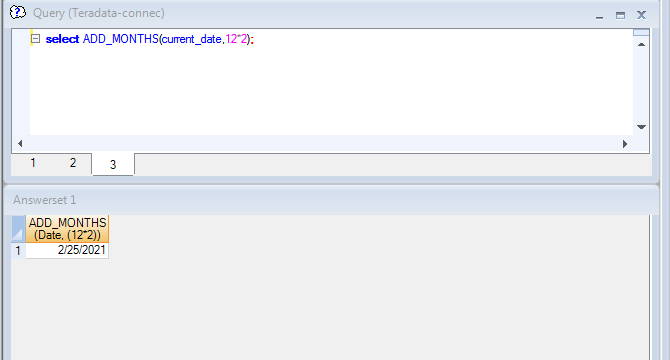 Query (Teradata-connec)
select ADD_MONTHS(current_date,12*2);
1 2 3
Answerset 1
ADD_MONTHS
(Date, (12*2))
1 2/25/2021